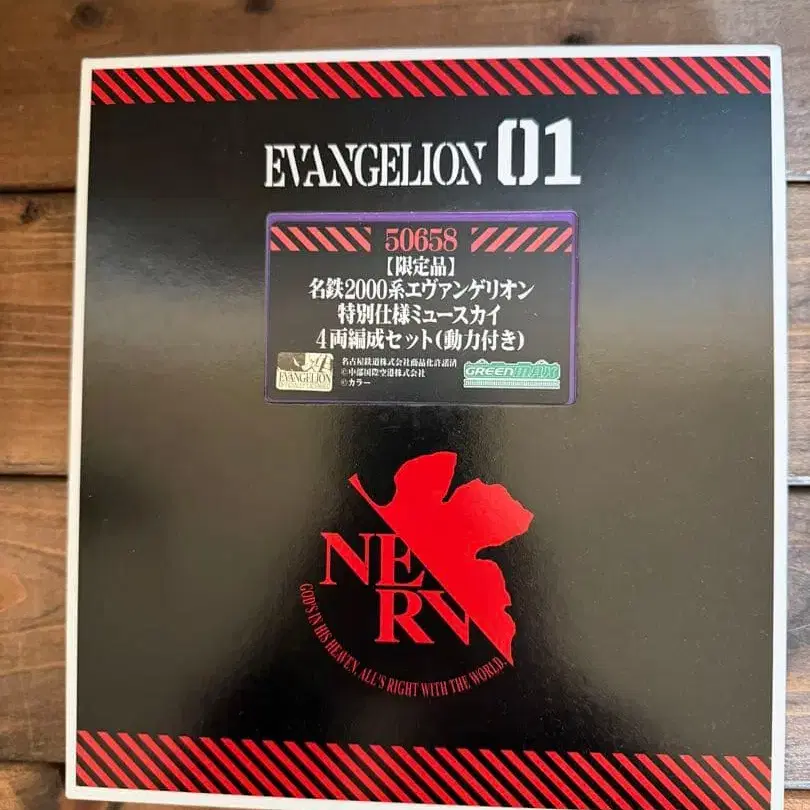 EVANGELION 01
50658
【限定品】
名鉄2000系エヴァンゲリオン
特別仕様ミュースカイ
4両編成セット(動力付き)
EVANGELION
名古屋鉄道株式会社商品化許諾済
©中部国際空港株式会社
©カラー
GREENMAX
NERV
GOD'S IN HIS HEAVEN. ALL'S RIGHT WITH THE WORLD.